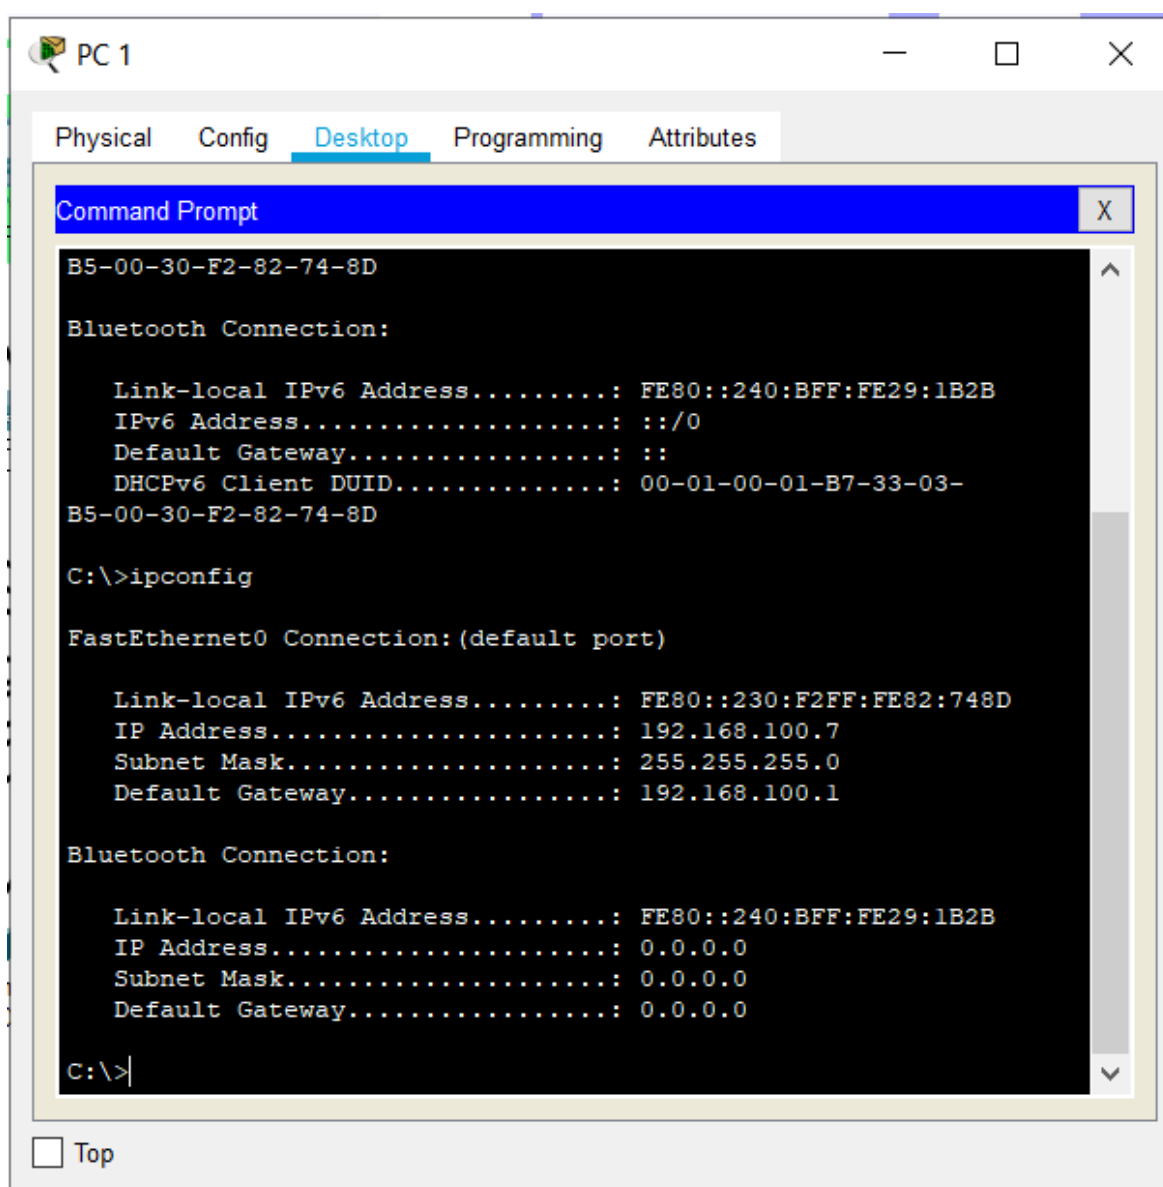 PC 1
Physical Config Desktop Programming Attributes
Command Prompt X
B5-00-30-F2-82-74-8D
Bluetooth Connection:
Link-local IPv6 Address.........: FE80::240:BFF:FE29:1B2B
IPv6 Address....................: ::/0
Default Gateway.................: ::
DHCPv6 Client DUID..............: 00-01-00-01-B7-33-03-
B5-00-30-F2-82-74-8D
C:\>ipconfig
FastEthernet0 Connection:(default port)
Link-local IPv6 Address.........: FE80::230:F2FF:FE82:748D
IP Address......................: 192.168.100.7
Subnet Mask.....................: 255.255.255.0
Default Gateway.................: 192.168.100.1
Bluetooth Connection:
Link-local IPv6 Address.........: FE80::240:BFF:FE29:1B2B
IP Address......................: 0.0.0.0
Subnet Mask.....................: 0.0.0.0
Default Gateway.................: 0.0.0.0
C:\>
Top